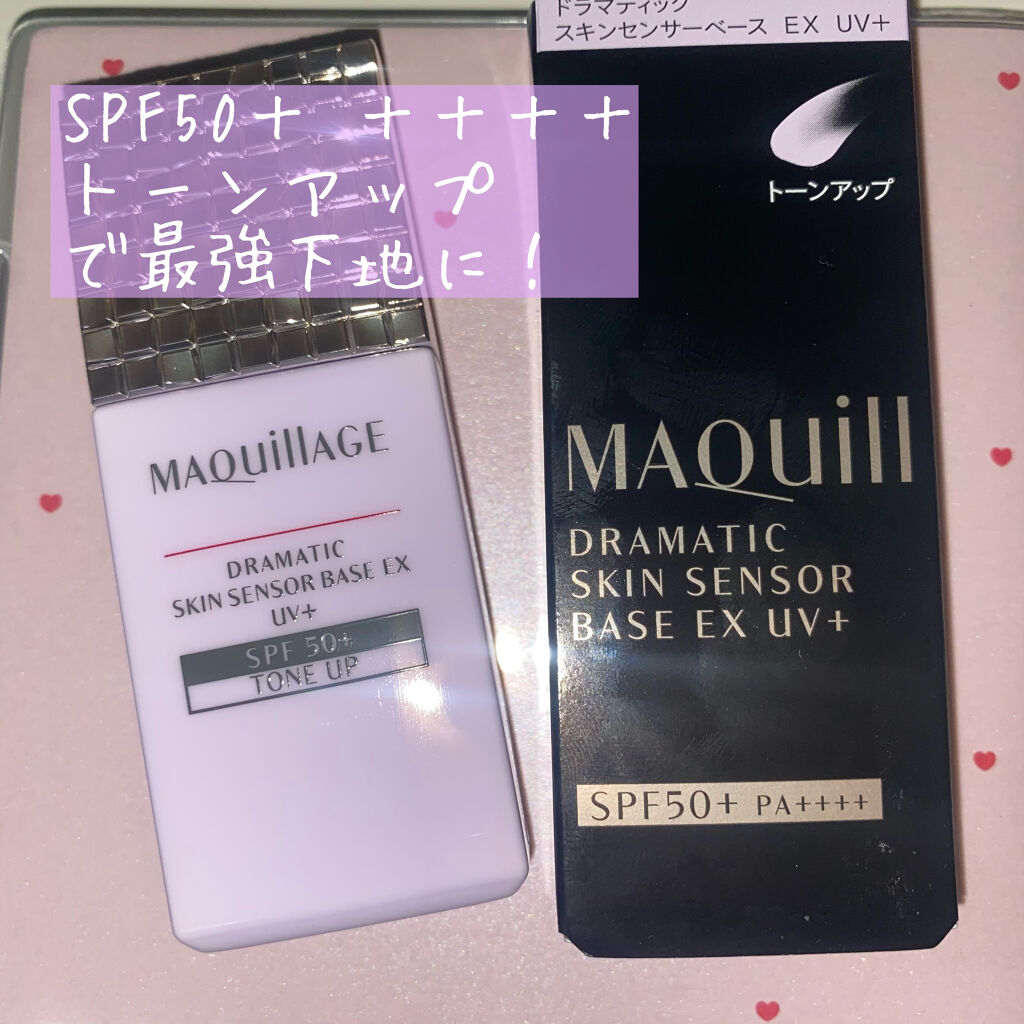 SPF50＋ ＋＋＋＋
トーンアップ
で最強下地に！
MAQuillAGE
DRAMATIC
SKIN SENSOR BASE EX
UV+
SPF 50+
TONE UP
ドラマティック
スキンセンサーベース EX UV+
トーンアップ
MAQuill
DRAMATIC
SKIN SENSOR
BASE EX UV+
SPF50+ PA++++